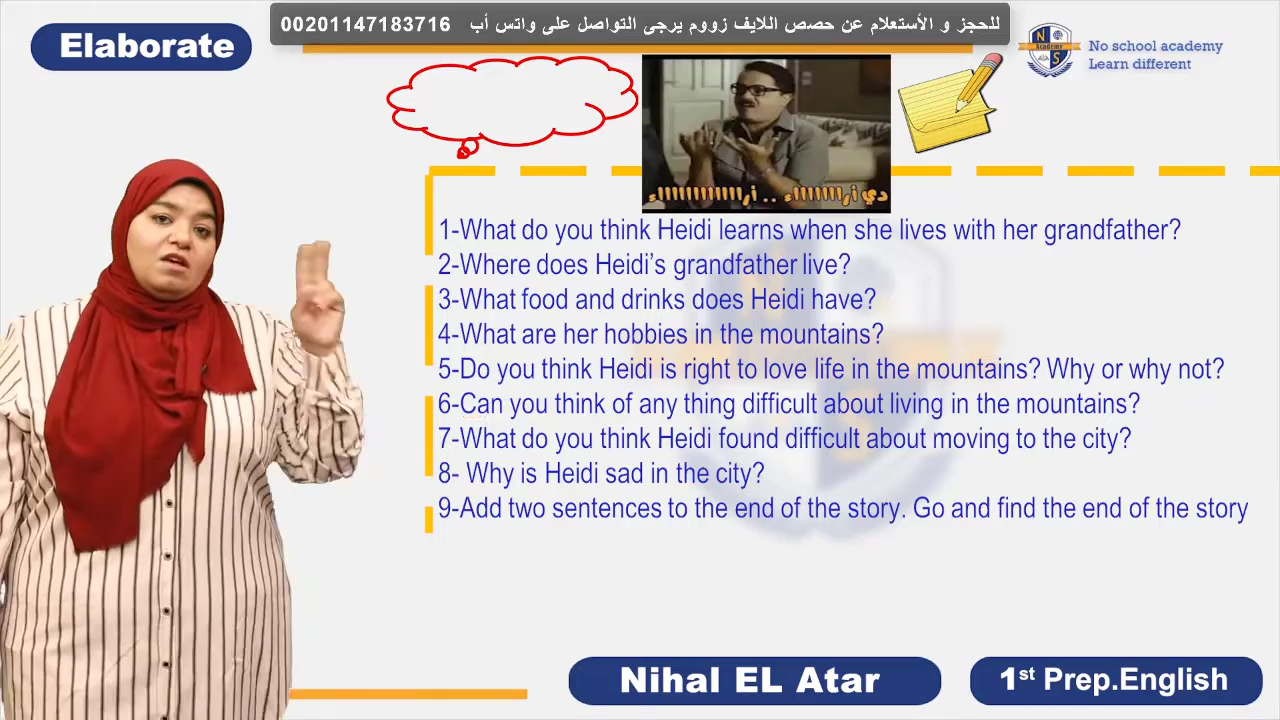 Elaborate
للحجز و الأستعلام عن حصص اللايف زووم يرجى التواصل على واتس أب 00201147183716
N
Academy
S
No school academy
Learn different
دي أراااااااء .. أراااااااااااااء
1-What do you think Heidi learns when she lives with her grandfather?
2-Where does Heidi’s grandfather live?
3-What food and drinks does Heidi have?
4-What are her hobbies in the mountains?
5-Do you think Heidi is right to love life in the mountains? Why or why not?
6-Can you think of any thing difficult about living in the mountains?
7-What do you think Heidi found difficult about moving to the city?
8- Why is Heidi sad in the city?
9-Add two sentences to the end of the story. Go and find the end of the story
Nihal EL Atar
1st Prep.English